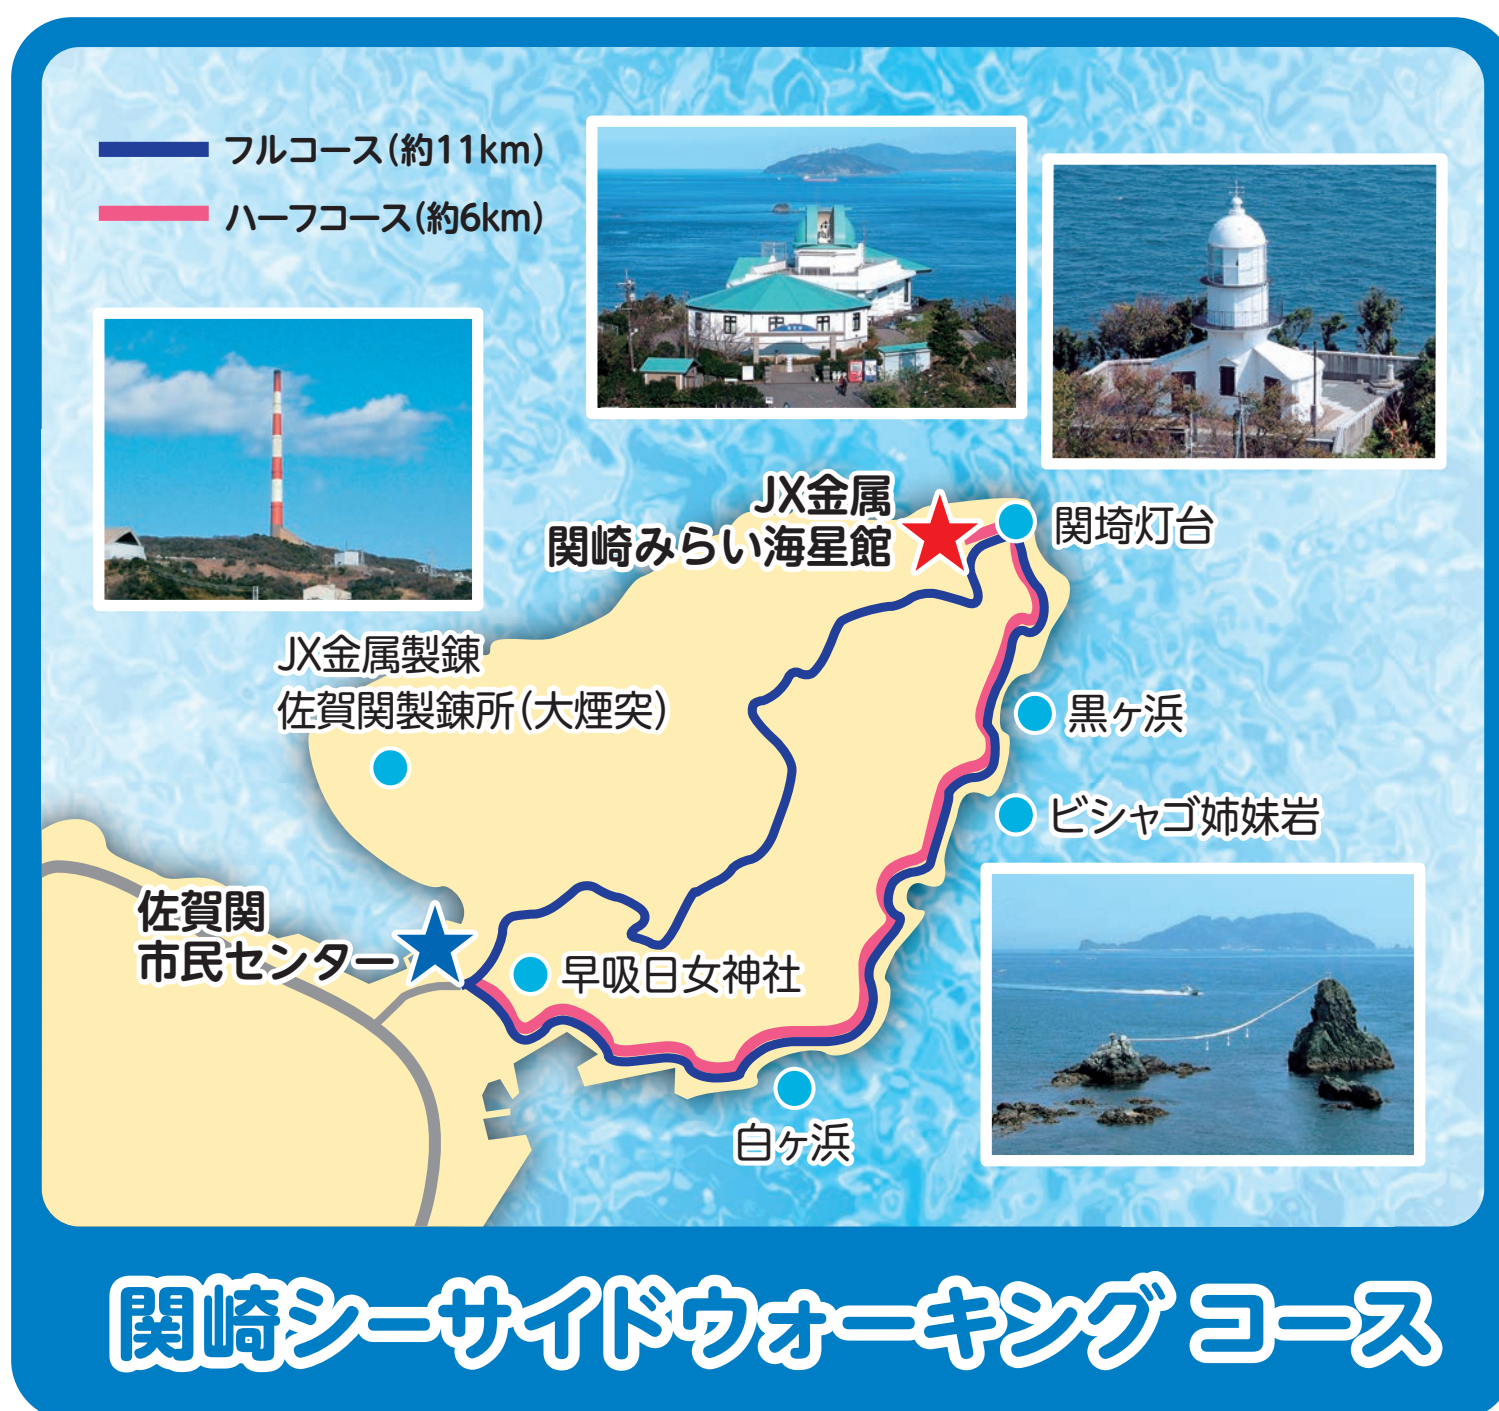 フルコース(約11km)
ハーフコース(約6km)
JX金属
関崎みらい海星館
関埼灯台
JX金属製錬
佐賀関製錬所(大煙突)
黒ヶ浜
ビシャゴ姉妹岩
佐賀関
市民センター
早吸日女神社
白ヶ浜
関崎シーサイドウォーキング コース